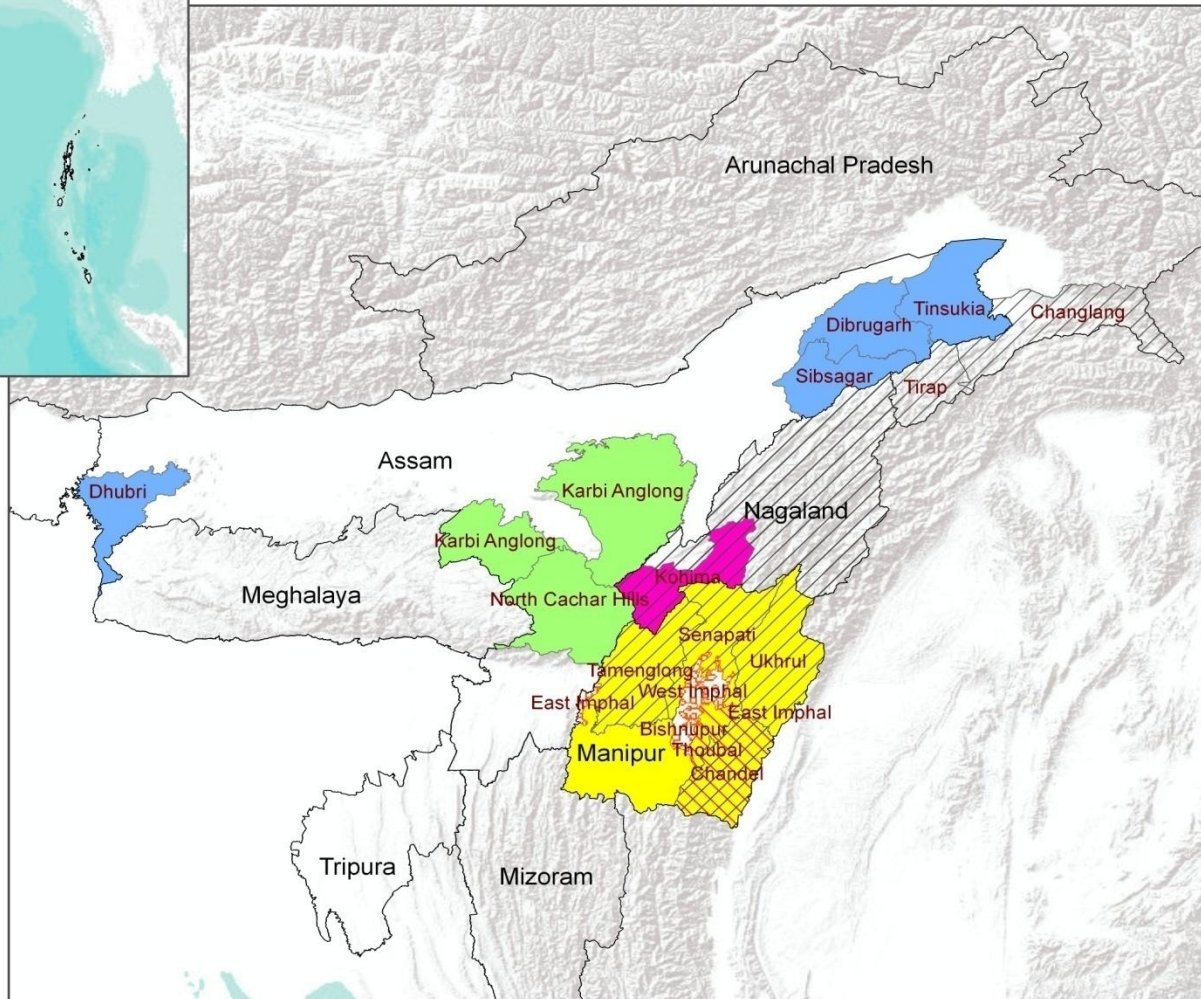 Arunachal Pradesh
Tinsukia
Changlang
Dibrugarh
Sibsagar
Tirap
Assam
Dhubri
Karbi Anglong
Nagaland
Karbi Anglong
Kohima
Meghalaya
North Cachar Hills
Senapati
Ukhrul
Tamenglong
West Imphal
East Imphal
East Imphal
Bishnupur
Manipur
Thoubal
Chandel
Tripura
Mizoram